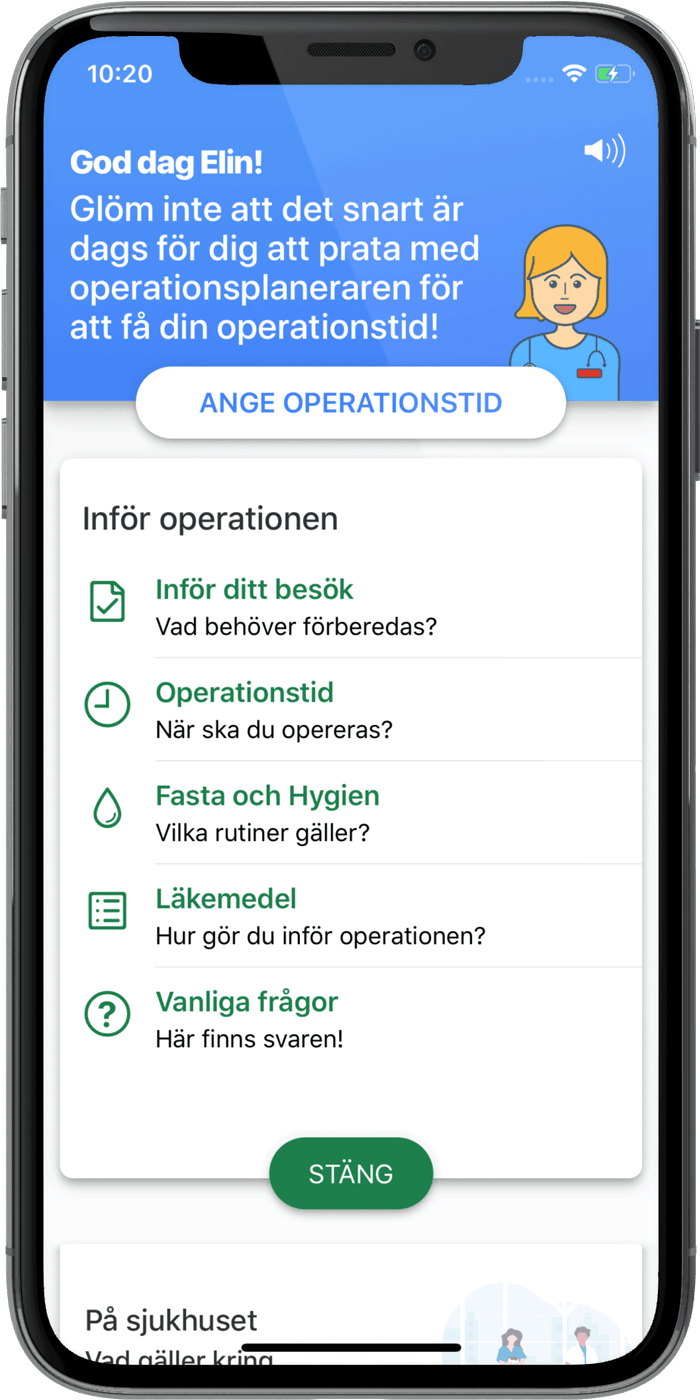 10:20
God dag Elin!
Glöm inte att det snart är
dags för dig att prata med
operationsplaneraren för
att få din operationstid!
ANGE OPERATIONSTID
Inför operationen
Inför ditt besök
Vad behöver förberedas?
Operationstid
När ska du opereras?
Fasta och Hygien
Vilka rutiner gäller?
Läkemedel
Hur gör du inför operationen?
?
Vanliga frågor
Här finns svaren!
STÄNG
På sjukhuset
Vad gäller kring